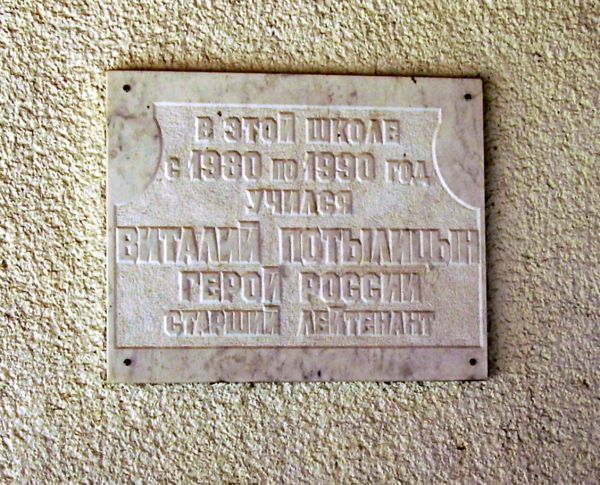 В ЭТОЙ ШКОЛЕ
с 1980 по 1990 год
УЧИЛСЯ
ВИТАЛИЙ ПОТЫЛИЦЫН
ГЕРОЙ РОССИИ
СТАРШИЙ ЛЕЙТЕНАНТ